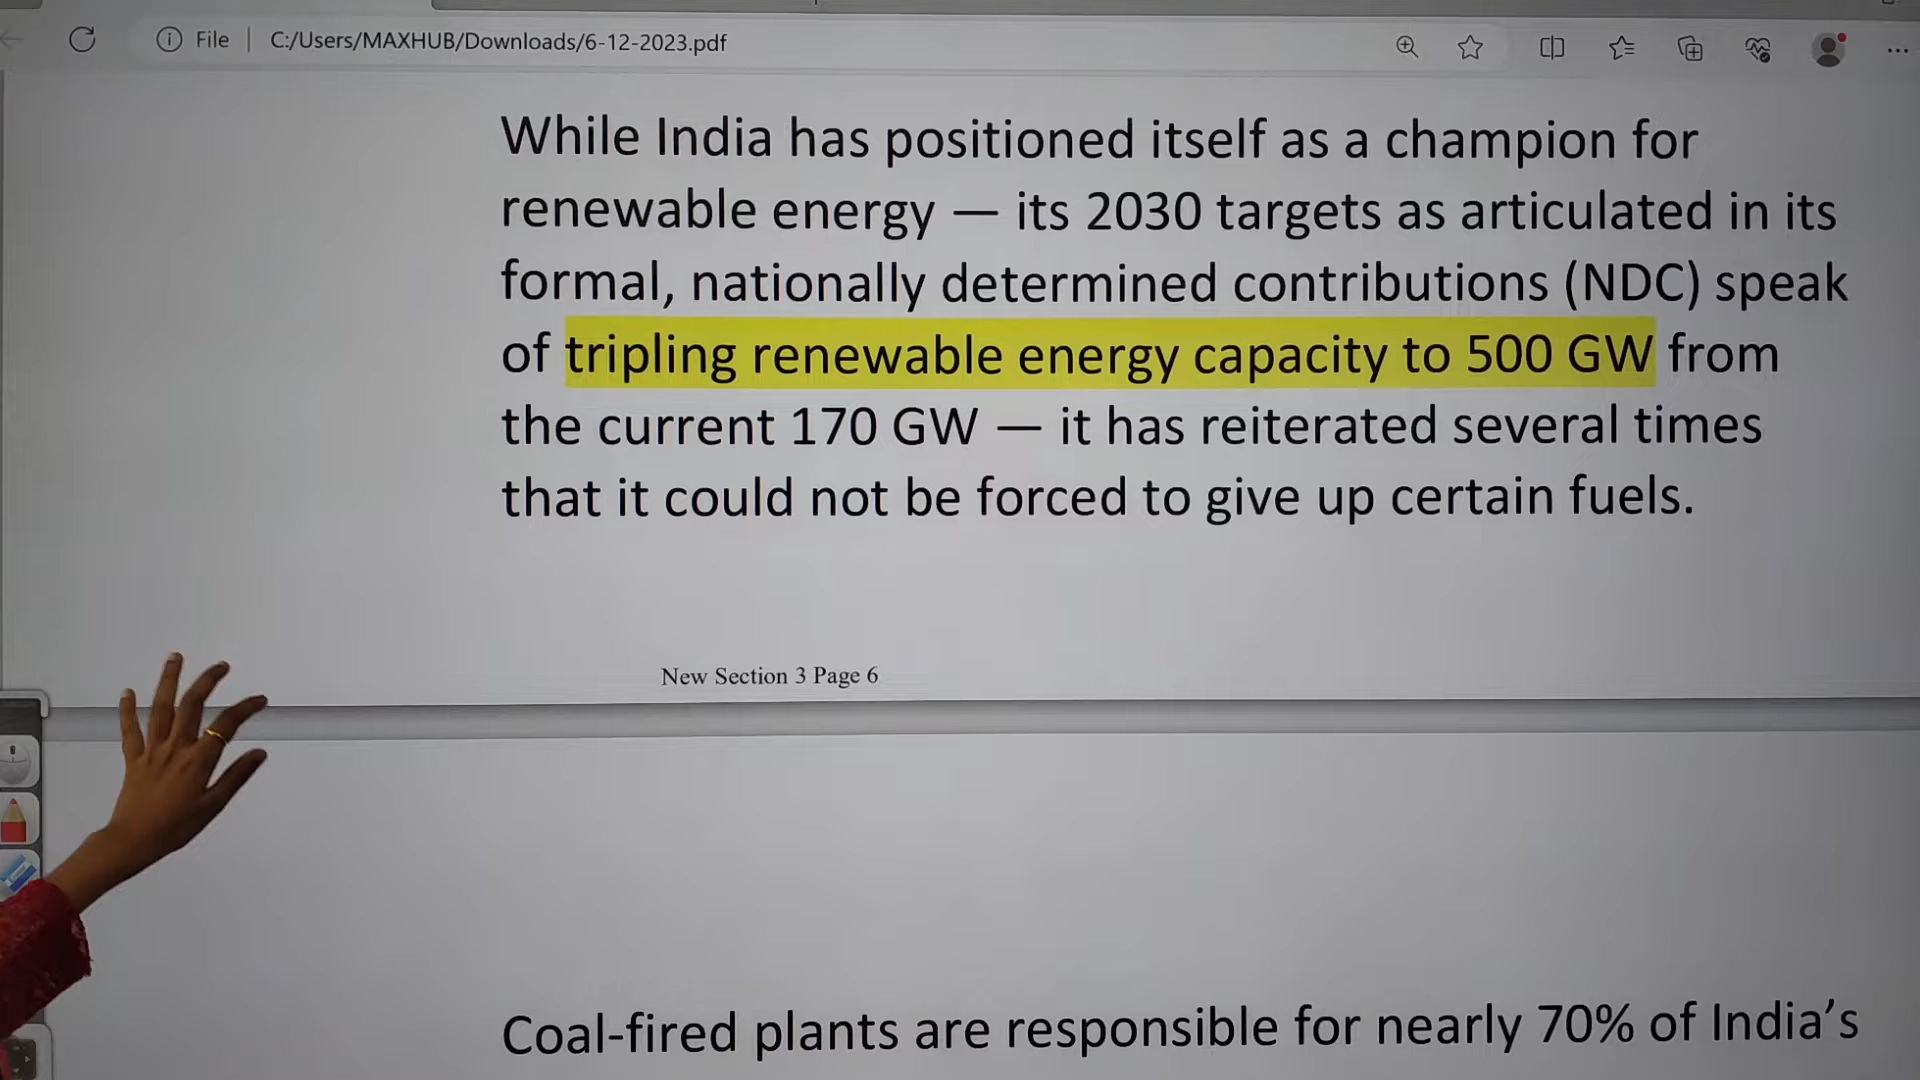 File | C:/Users/MAXHUB/Downloads/6-12-2023.pdf
While India has positioned itself as a champion for
renewable energy — its 2030 targets as articulated in its
formal, nationally determined contributions (NDC) speak
of tripling renewable energy capacity to 500 GW from
the current 170 GW — it has reiterated several times
that it could not be forced to give up certain fuels.
New Section 3 Page 6
Coal-fired plants are responsible for nearly 70% of India’s